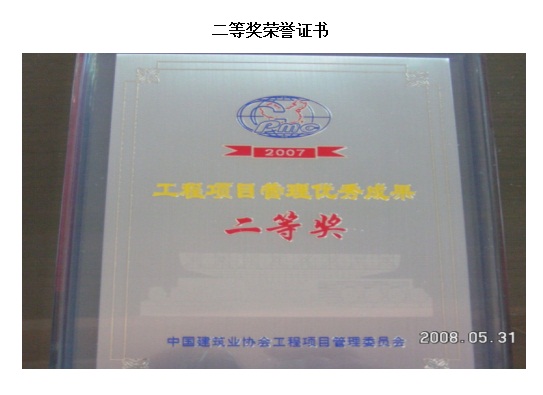 二等奖荣誉证书
PMC
2007
工程项目管理优秀成果
二等奖
中国建筑业协会工程项目管理委员会
2008.05.31